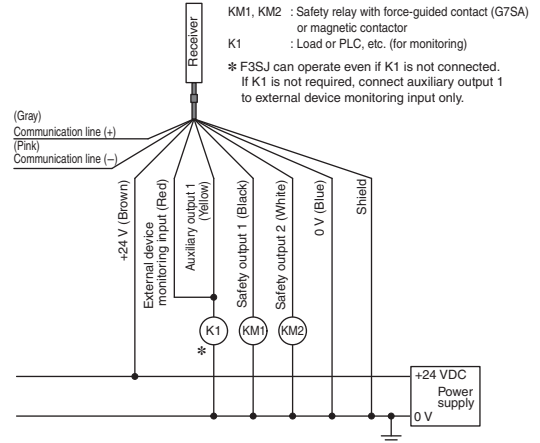 Receiver
KM1, KM2 : Safety relay with force-guided contact (G7SA)
or magnetic contactor
K1 : Load or PLC, etc. (for monitoring)
* F3SJ can operate even if K1 is not connected.
If K1 is not required, connect auxiliary output 1
to external device monitoring input only.
(Gray)
Communication line (+)
(Pink)
Communication line (−)
+24 V (Brown)
External device
monitoring input (Red)
Auxiliary output 1
(Yellow)
Safety output 1 (Black)
Safety output 2 (White)
0 V (Blue)
Shield
K1
*
KM1
KM2
+24 VDC
Power
supply
0 V